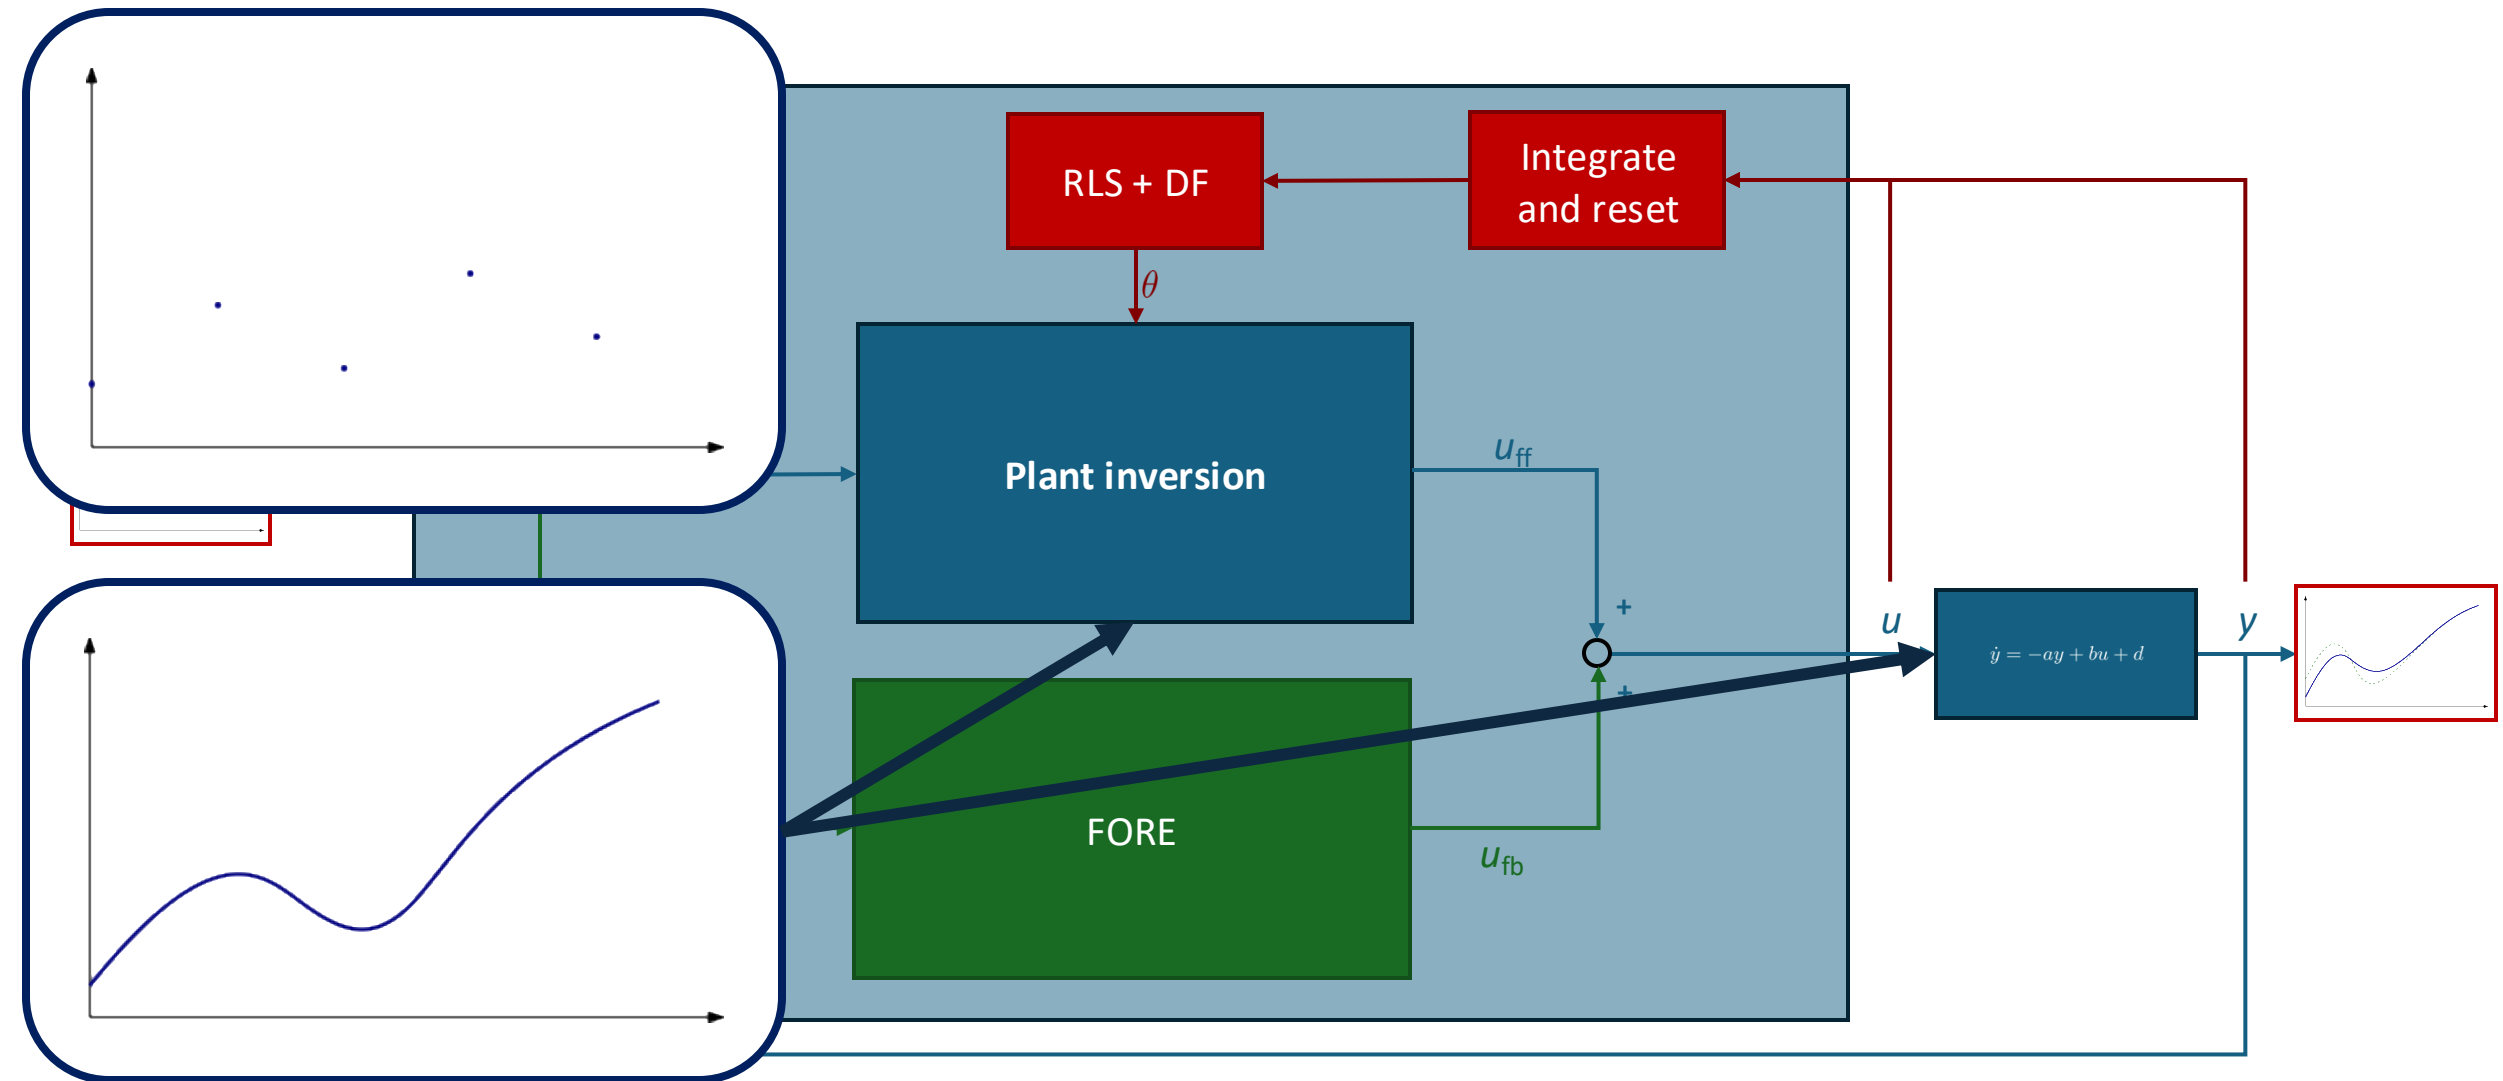 RLS + DF
Integrate
and reset
θ
Plant inversion
u_ff
+
u
ẏ = −ay + bu + d
y
+
FORE
u_fb